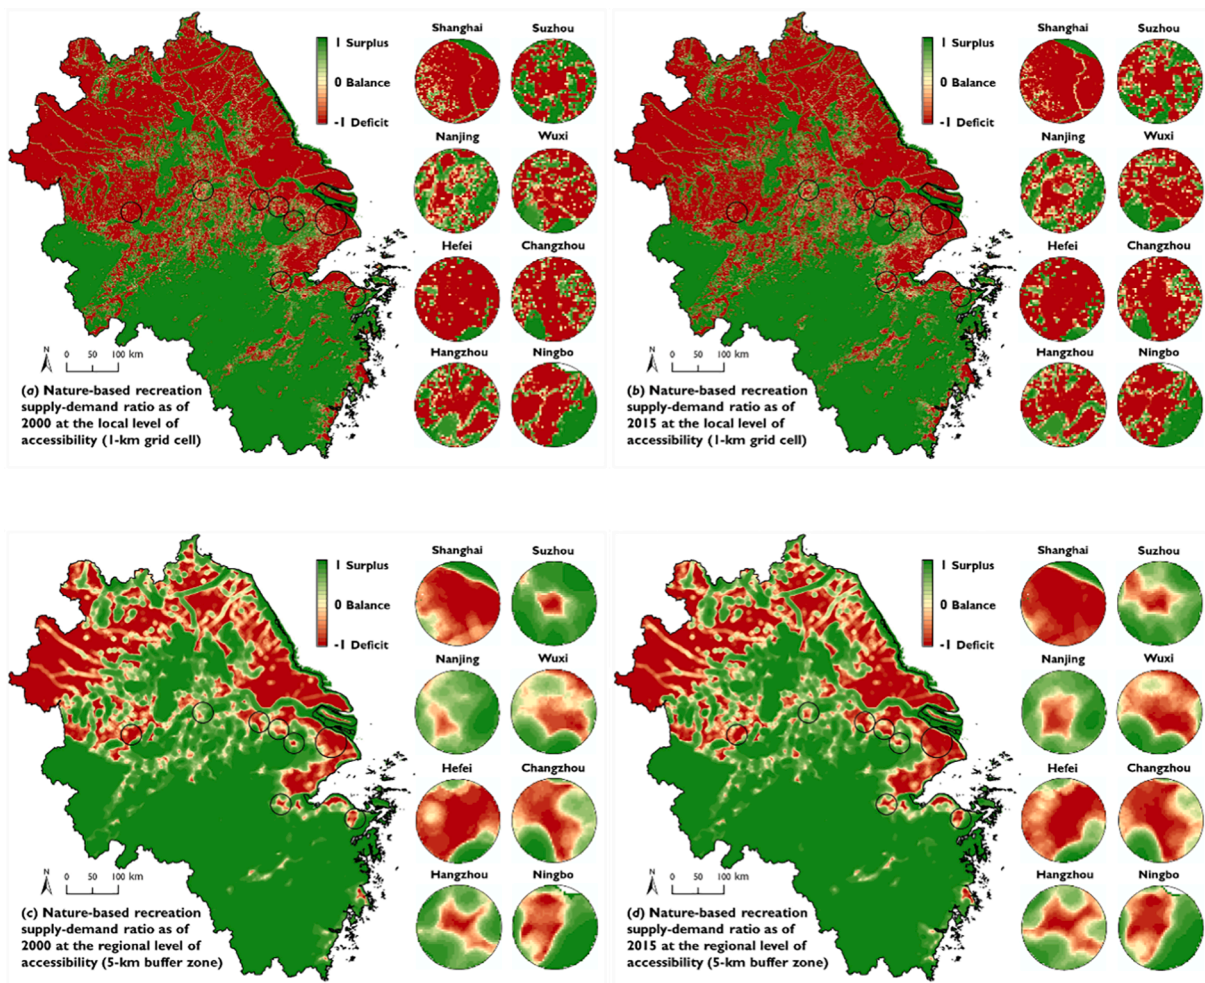 Shanghai Suzhou
1 Surplus
0 Balance
-1 Deficit
Nanjing Wuxi
Hefei Changzhou
Hangzhou Ningbo
N
0 50 100 km
(a) Nature-based recreation
supply-demand ratio as of
2000 at the local level of
accessibility (1-km grid cell)
Shanghai Suzhou
1 Surplus
0 Balance
-1 Deficit
Nanjing Wuxi
Hefei Changzhou
Hangzhou Ningbo
N
0 50 100 km
(b) Nature-based recreation
supply-demand ratio as of
2015 at the local level of
accessibility (1-km grid cell)
Shanghai Suzhou
1 Surplus
0 Balance
-1 Deficit
Nanjing Wuxi
Hefei Changzhou
Hangzhou Ningbo
N
0 50 100 km
(c) Nature-based recreation
supply-demand ratio as of
2000 at the regional level of
accessibility (5-km buffer zone)
Shanghai Suzhou
1 Surplus
0 Balance
-1 Deficit
Nanjing Wuxi
Hefei Changzhou
Hangzhou Ningbo
N
0 50 100 km
(d) Nature-based recreation
supply-demand ratio as of
2015 at the regional level of
accessibility (5-km buffer zone)